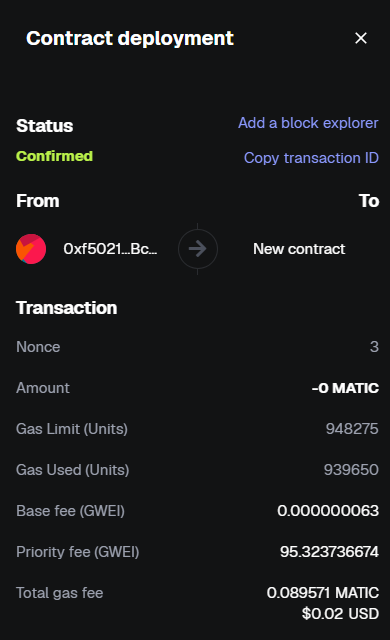 Contract deployment
Status
Add a block explorer
Confirmed
Copy transaction ID
From
To
0xf5021...Bc...
New contract
Transaction
Nonce
3
Amount
-0 MATIC
Gas Limit (Units)
948275
Gas Used (Units)
939650
Base fee (GWEI)
0.000000063
Priority fee (GWEI)
95.323736674
Total gas fee
0.089571 MATIC
$0.02 USD